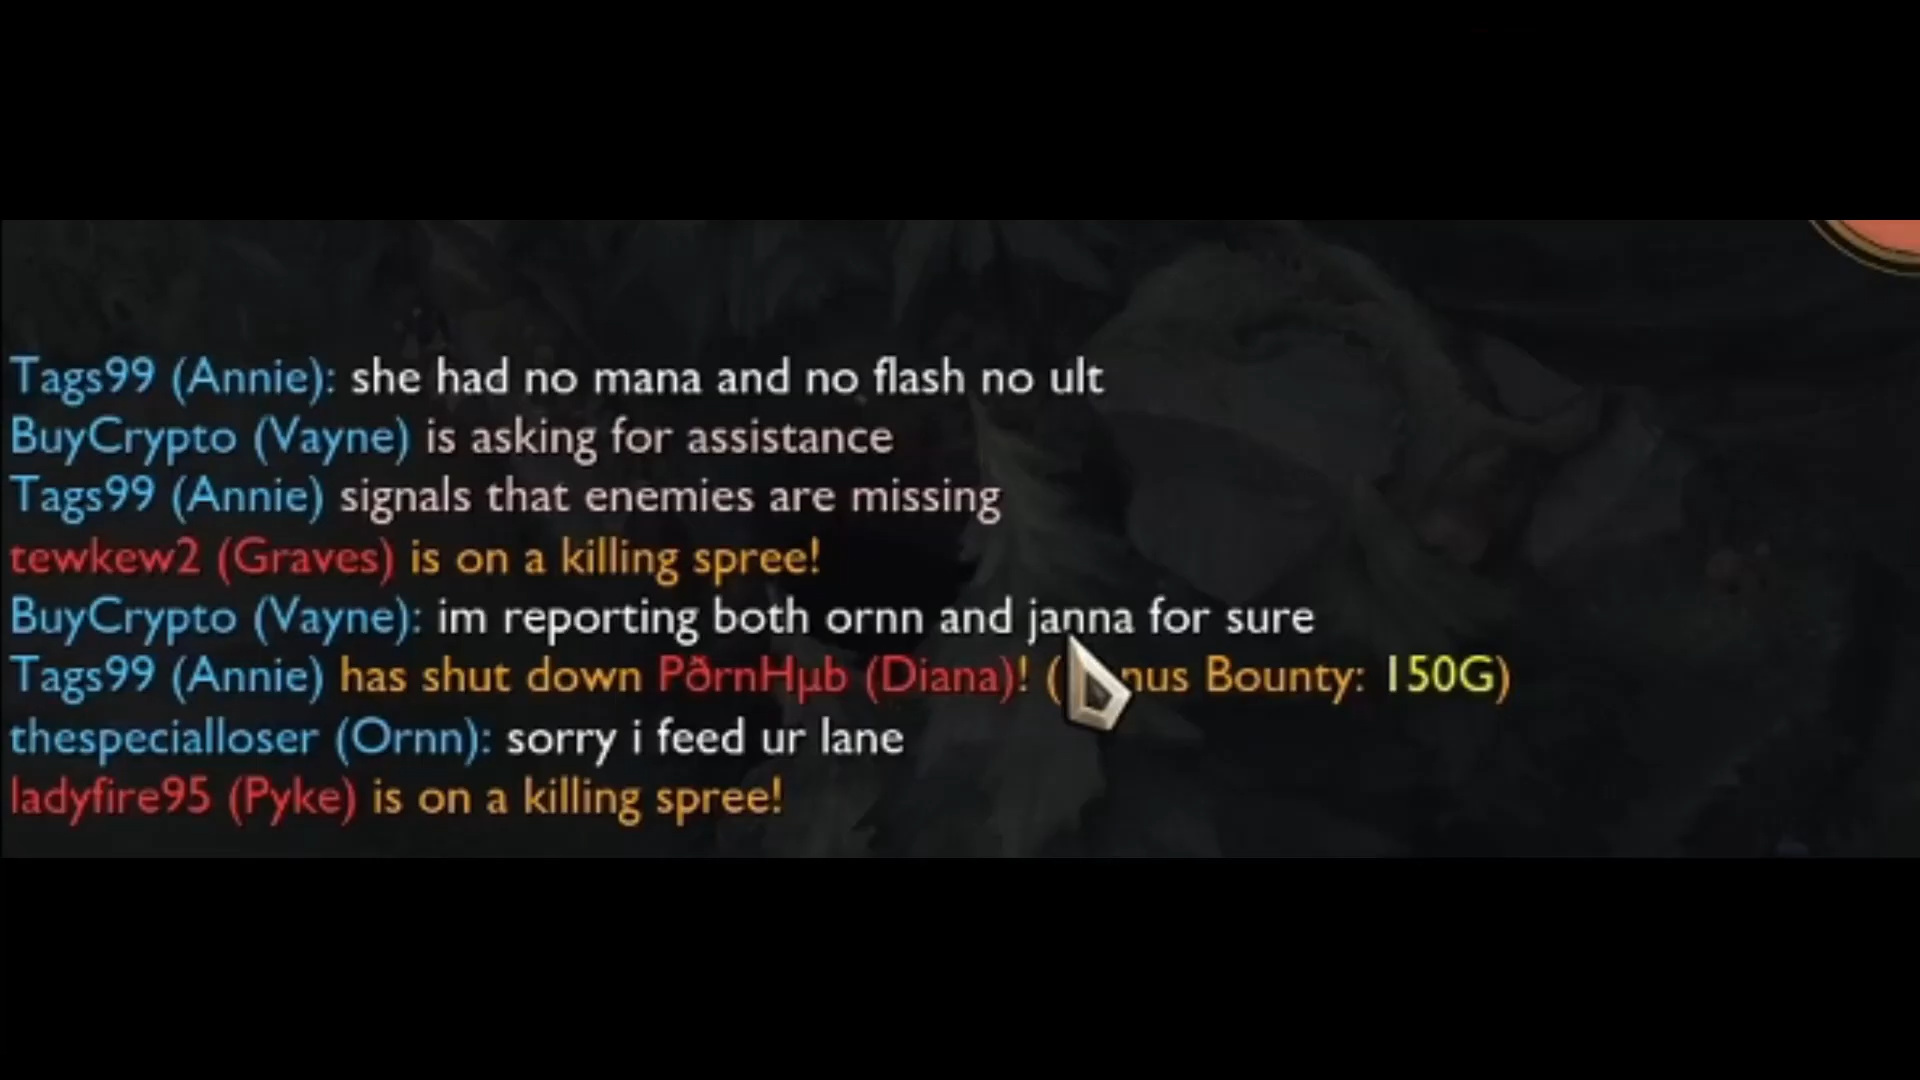 Tags99 (Annie): she had no mana and no flash no ult
BuyCrypto (Vayne) is asking for assistance
Tags99 (Annie) signals that enemies are missing
tewkew2 (Graves) is on a killing spree!
BuyCrypto (Vayne): im reporting both ornn and janna for sure
Tags99 (Annie) has shut down PðrnHµb (Diana)! ( nus Bounty: 150G)
thespecialloser (Ornn): sorry i feed ur lane
ladyfire95 (Pyke) is on a killing spree!